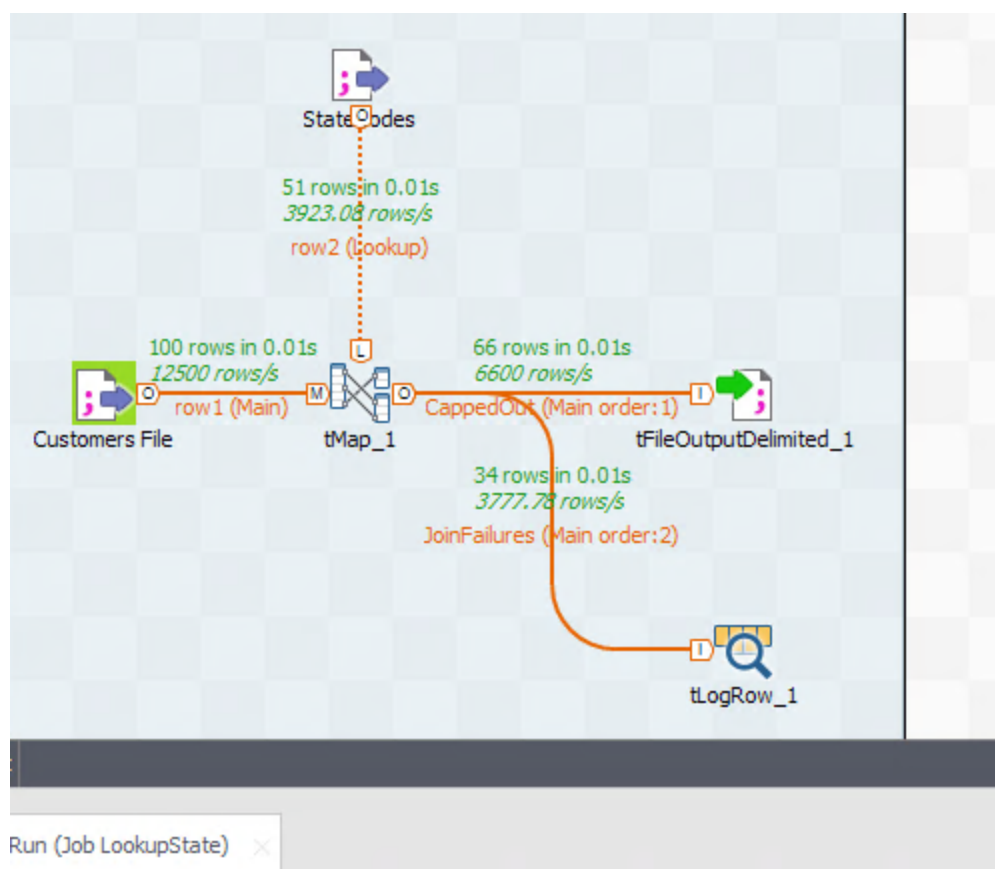 StateCodes
51 rows in 0.01s
3923.08 rows/s
row2 (Lookup)
100 rows in 0.01s
12500 rows/s
row1 (Main)
Customers File
tMap_1
66 rows in 0.01s
6600 rows/s
CappedOut (Main order:1)
tFileOutputDelimited_1
34 rows in 0.01s
3777.78 rows/s
JoinFailures (Main order:2)
tLogRow_1
O
L
O
M
O
I
I
Run (Job LookupState)